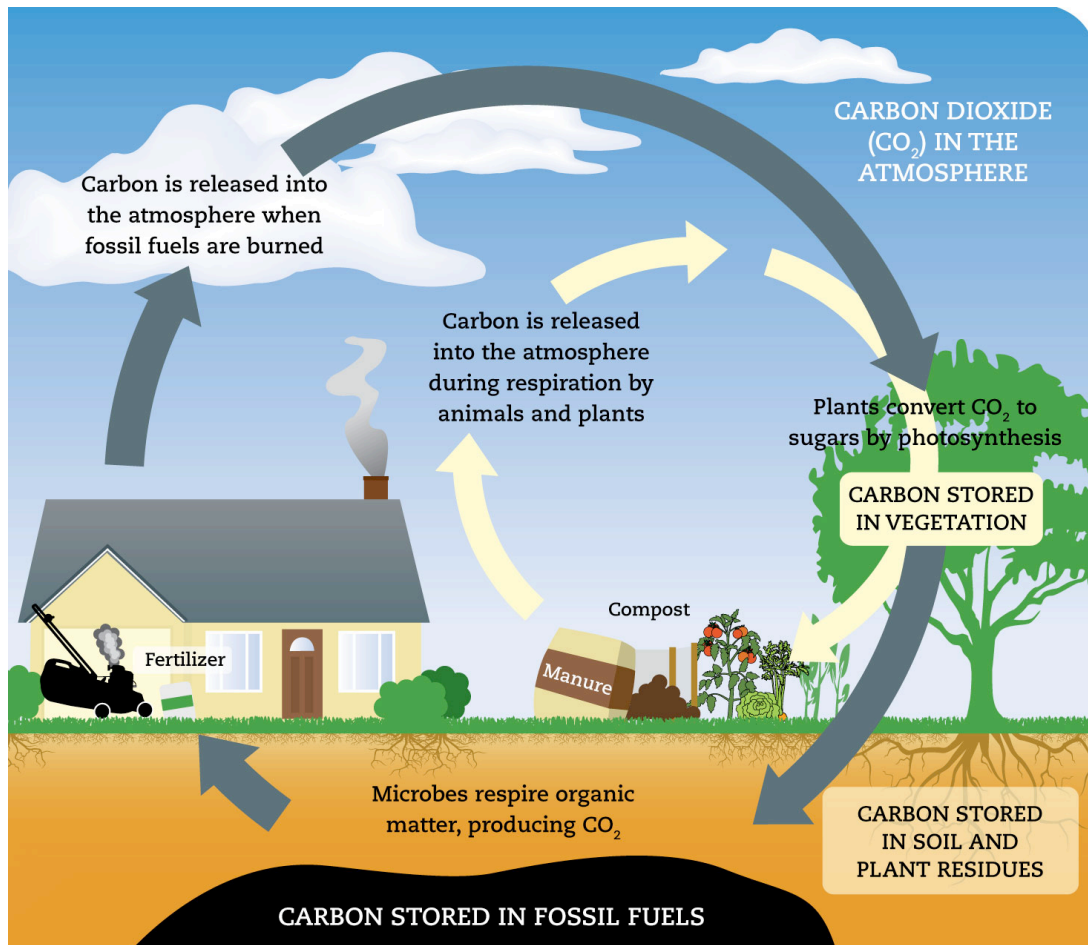 CARBON DIOXIDE
(CO₂) IN THE
ATMOSPHERE
Carbon is released into
the atmosphere when
fossil fuels are burned
Carbon is released
into the atmosphere
during respiration by
animals and plants
Plants convert CO₂ to
sugars by photosynthesis
CARBON STORED
IN VEGETATION
Compost
Fertilizer
Manure
Microbes respire organic
matter, producing CO₂
CARBON STORED
IN SOIL AND
PLANT RESIDUES
CARBON STORED IN FOSSIL FUELS